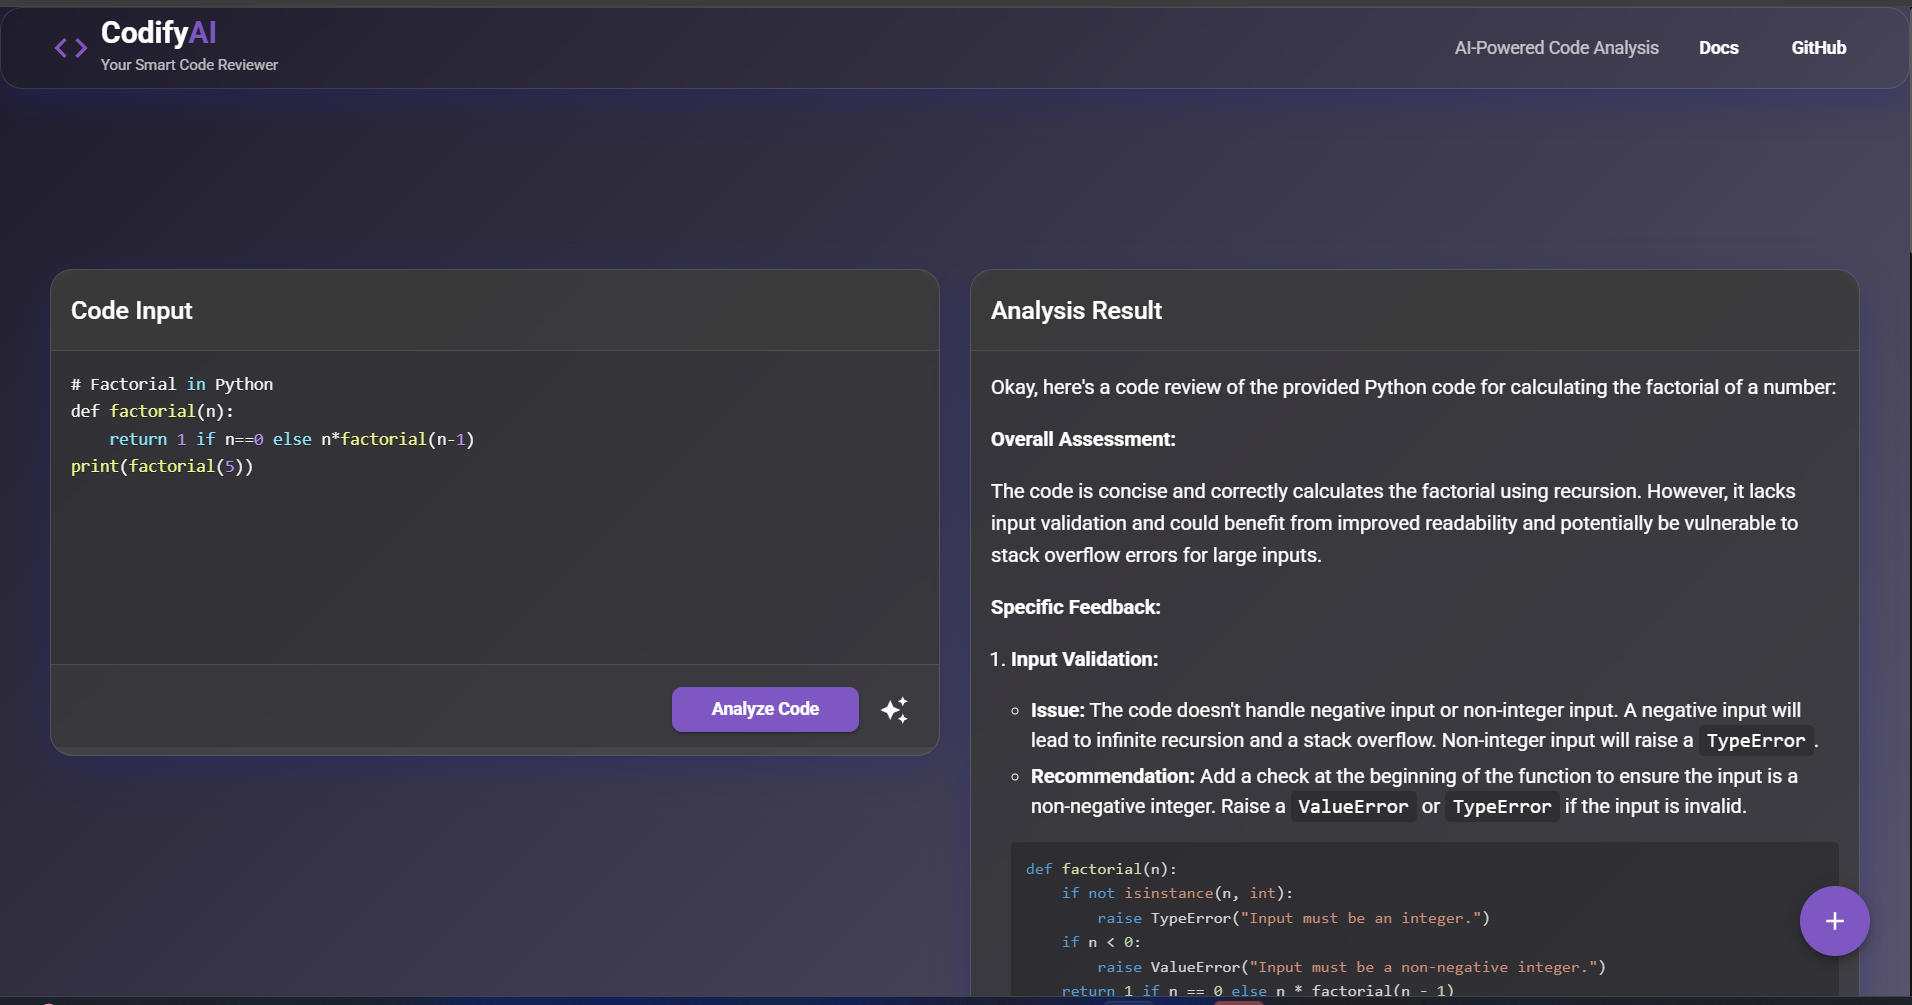 CodifyAI
Your Smart Code Reviewer
AI-Powered Code Analysis
Docs
GitHub
Code Input
# Factorial in Python
def factorial(n):
    return 1 if n==0 else n*factorial(n-1)
print(factorial(5))
Analyze Code
Analysis Result
Okay, here's a code review of the provided Python code for calculating the factorial of a number:
Overall Assessment:
The code is concise and correctly calculates the factorial using recursion. However, it lacks
input validation and could benefit from improved readability and potentially be vulnerable to
stack overflow errors for large inputs.
Specific Feedback:
1. Input Validation:
Issue: The code doesn't handle negative input or non-integer input. A negative input will
lead to infinite recursion and a stack overflow. Non-integer input will raise a TypeError.
Recommendation: Add a check at the beginning of the function to ensure the input is a
non-negative integer. Raise a ValueError or TypeError if the input is invalid.
def factorial(n):
    if not isinstance(n, int):
        raise TypeError("Input must be an integer.")
    if n < 0:
        raise ValueError("Input must be a non-negative integer.")
    return 1 if n == 0 else n * factorial(n - 1)
+